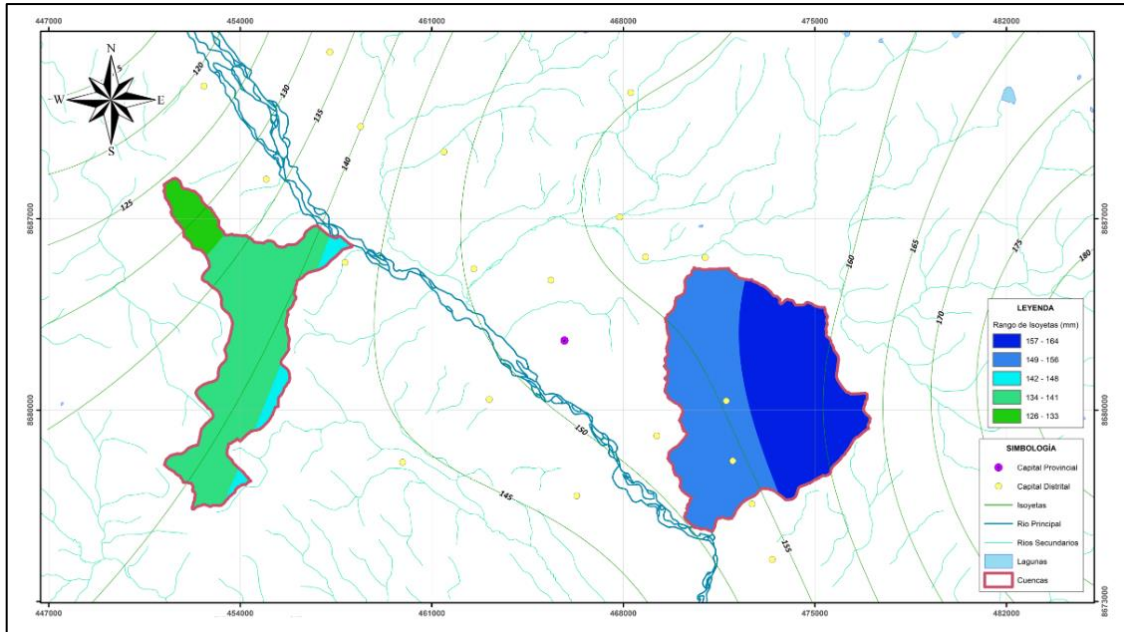 447000 454000 461000 468000 475000 482000
N
S
W E
S
120
130
135
140
125
8687000 8687000
165
175
180
160
170
LEYENDA
Rango de Isoyetas (mm)
157 - 164
149 - 156
142 - 148
134 - 141
126 - 133
8680000 8680000
150
145
155
SIMBOLOGÍA
Capital Provincial
Capital Distrital
Isoyetas
Rio Principal
Rios Secundarios
Lagunas
Cuencas
8673000
447000 454000 461000 468000 475000 482000